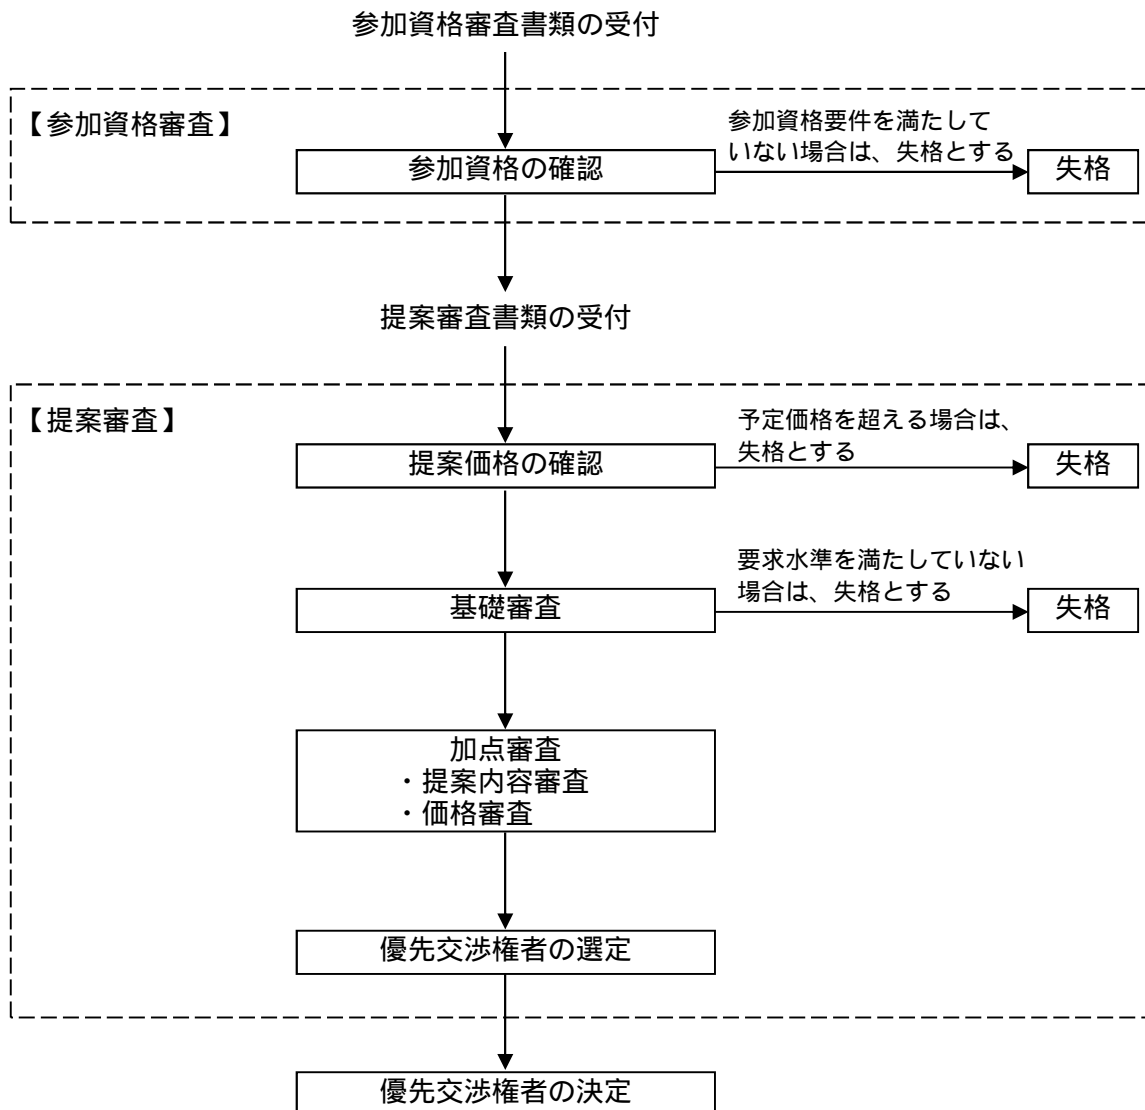 参加資格審査書類の受付
【参加資格審査】
参加資格要件を満たして
いない場合は、失格とする
参加資格の確認
失格
提案審査書類の受付
【提案審査】
予定価格を超える場合は、
失格とする
提案価格の確認
失格
要求水準を満たしていない
場合は、失格とする
基礎審査
失格
加点審査
・提案内容審査
・価格審査
優先交渉権者の選定
優先交渉権者の決定